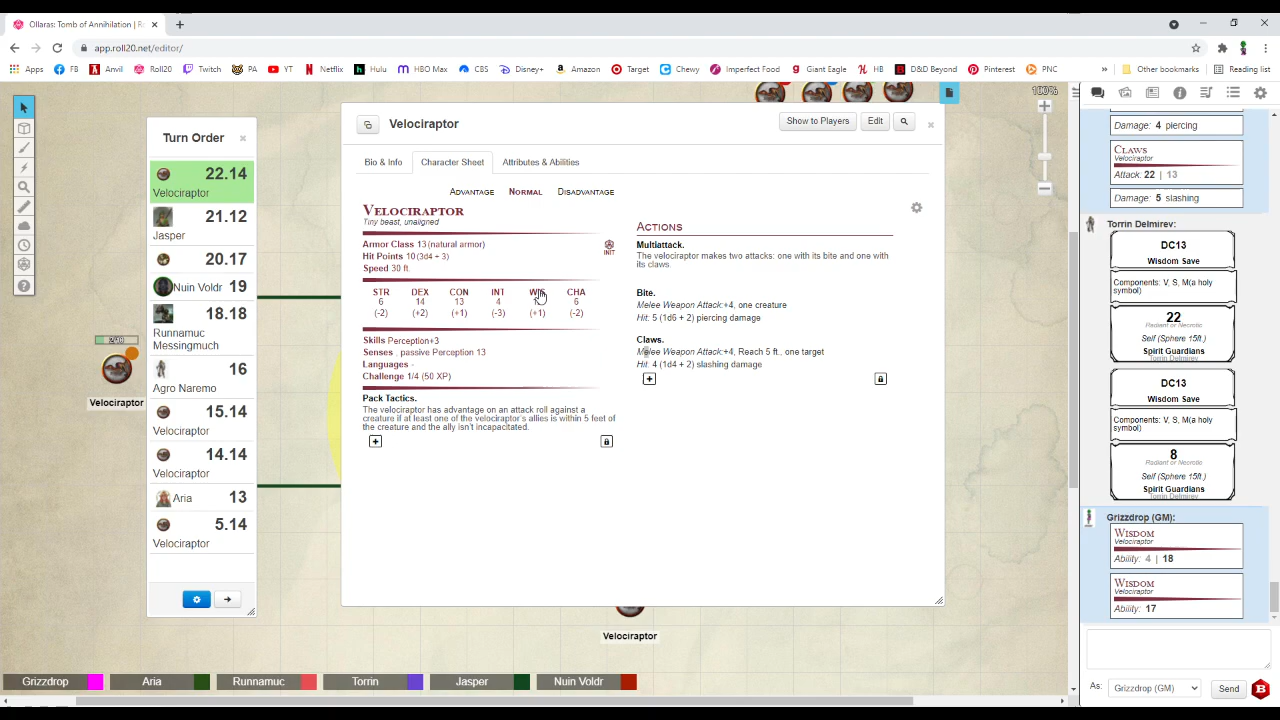 Ollaras: Tomb of Annihilation | R
app.roll20.net/editor/
Apps FB Anvil Roll20 Twitch PA YT Netflix Hulu HBO Max CBS Disney+ Amazon Target Chewy Imperfect Food Giant Eagle HB D&D Beyond Pinterest PNC » Other bookmarks Reading list
100%
Turn Order
Velociraptor 22.14
Jasper 21.12
20.17
Nuin Voldr 19
Runnamuc Messingmuch 18.18
Agro Naremo 16
Velociraptor 15.14
Velociraptor 14.14
Aria 13
Velociraptor 5.14
Velociraptor
Velociraptor
Show to Players Edit
Bio & Info Character Sheet Attributes & Abilities
ADVANTAGE NORMAL DISADVANTAGE
VELOCIRAPTOR
Tiny beast, unaligned
Armor Class 13 (natural armor)
Hit Points 10 (3d4 + 3)
Speed 30 ft.
INIT
STR DEX CON INT WIS CHA
6 14 13 4 6
(-2) (+2) (+1) (-3) (+1) (-2)
Skills Perception+3
Senses , passive Perception 13
Languages -
Challenge 1/4 (50 XP)
Pack Tactics.
The velociraptor has advantage on an attack roll against a
creature if at least one of the velociraptor's allies is within 5 feet of
the creature and the ally isn't incapacitated.
ACTIONS
Multiattack.
The velociraptor makes two attacks: one with its bite and one with
its claws.
Bite.
Melee Weapon Attack:+4, one creature
Hit: 5 (1d6 + 2) piercing damage
Claws.
Melee Weapon Attack:+4, Reach 5 ft., one target
Hit: 4 (1d4 + 2) slashing damage
Velociraptor
Grizzdrop Aria Runnamuc Torrin Jasper Nuin Voldr
Damage: 4 piercing
CLAWS
Velociraptor
Attack: 22 | 13
Damage: 5 slashing
Torrin Delmirev:
DC13
Wisdom Save
Components: V, S, M(a holy
symbol)
22
Radiant or Necrotic
Self (Sphere 15ft.)
Spirit Guardians
Torrin Delmirev
DC13
Wisdom Save
Components: V, S, M(a holy
symbol)
8
Radiant or Necrotic
Self (Sphere 15ft.)
Spirit Guardians
Torrin Delmirev
Grizzdrop (GM):
WISDOM
Velociraptor
Ability: 4 | 18
WISDOM
Velociraptor
Ability: 17
As: Grizzdrop (GM) Send